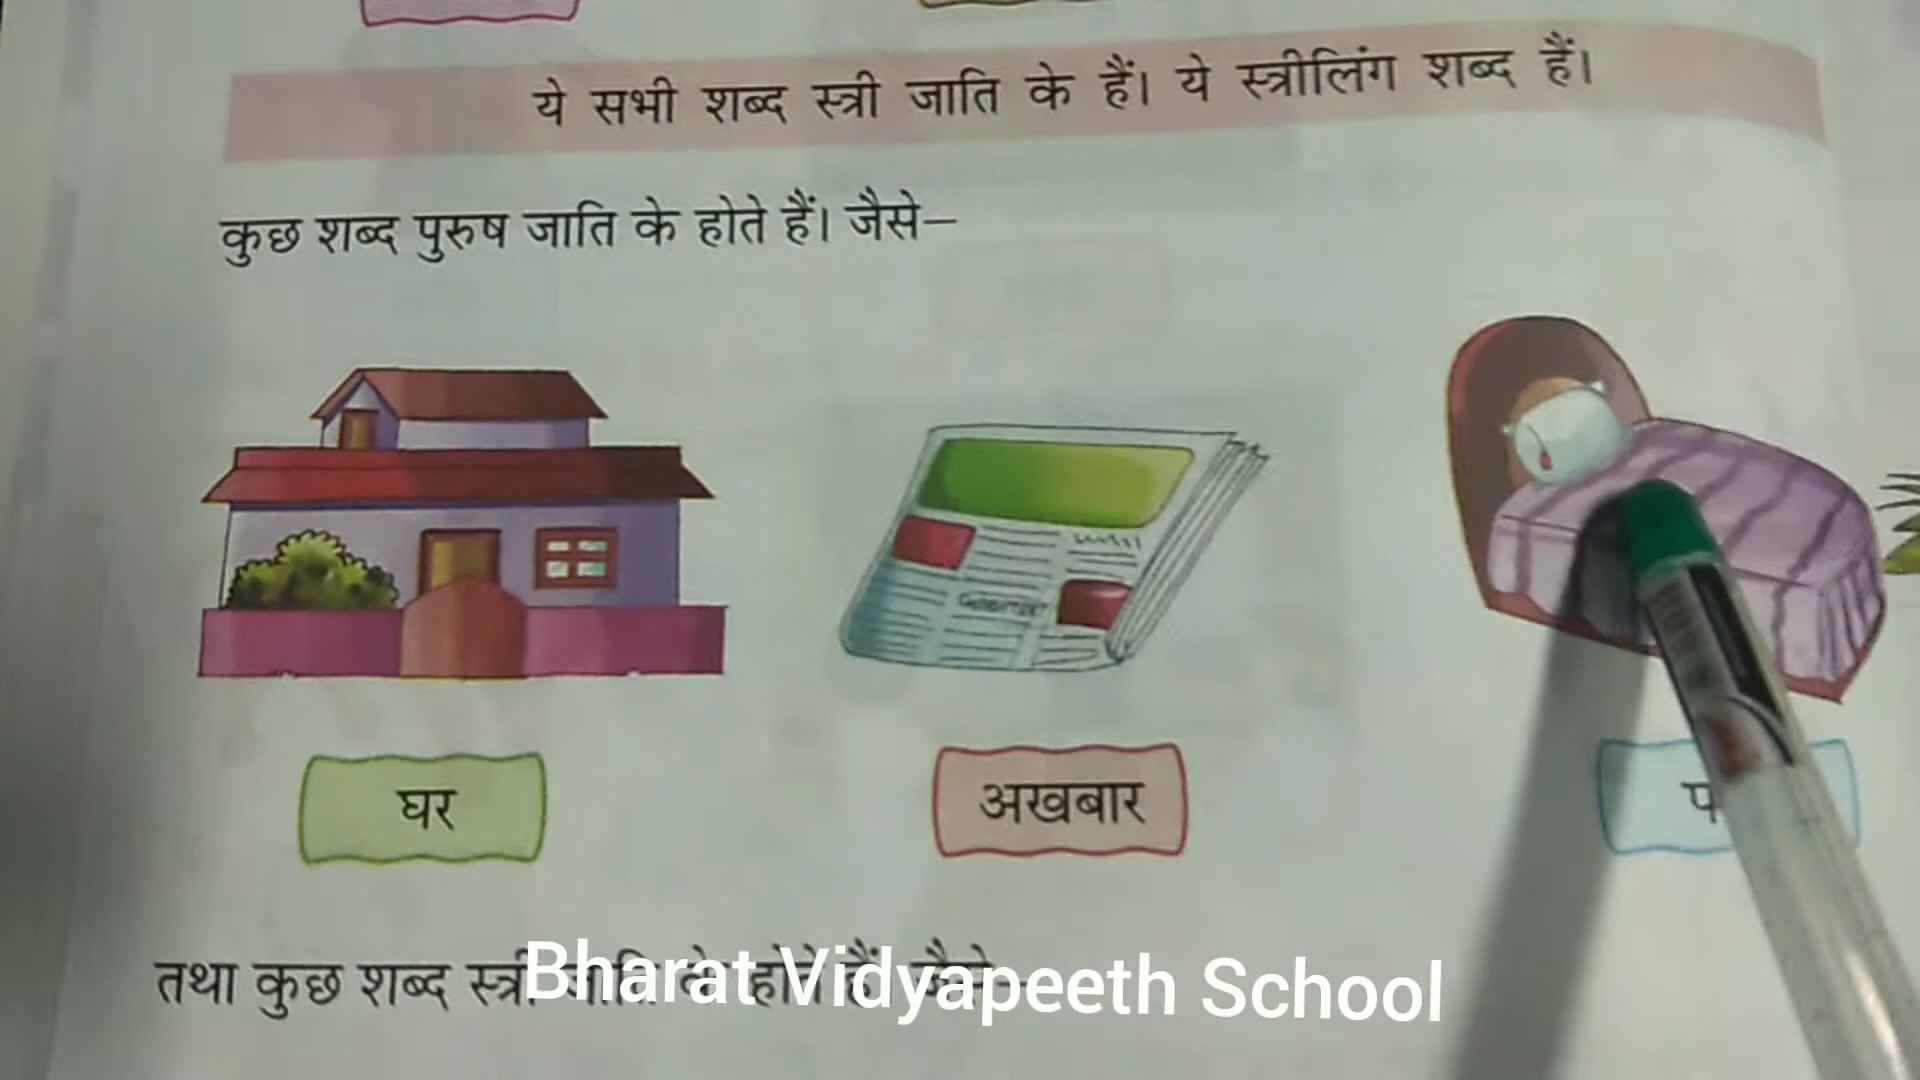 ये सभी शब्द स्त्री जाति के हैं। ये स्त्रीलिंग शब्द हैं।
कुछ शब्द पुरुष जाति के होते हैं। जैसे–
घर
अखबार
तथा कुछ शब्द स्त्री जाति के होते हैं। जैसे–
Bharat Vidyapeeth School